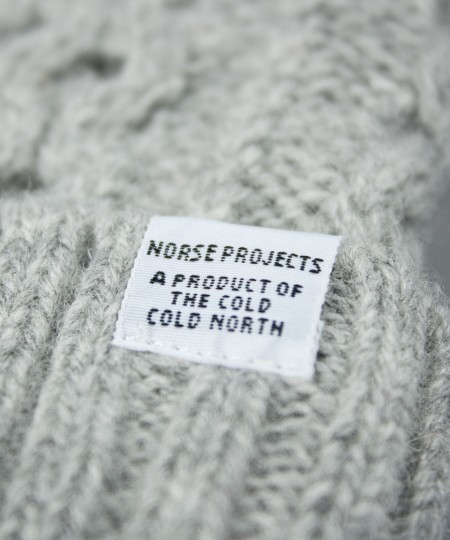 NORSE PROJECTS
A PRODUCT OF
THE COLD
COLD NORTH